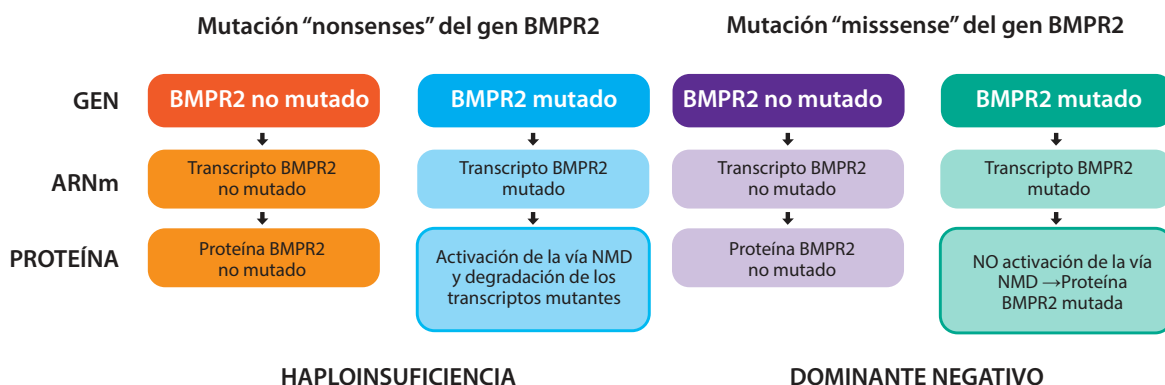 Mutación “nonsenses” del gen BMPR2
Mutación “misssense” del gen BMPR2
GEN
BMPR2 no mutado
BMPR2 mutado
BMPR2 no mutado
BMPR2 mutado
ARNm
Transcripto BMPR2
no mutado
Transcripto BMPR2
mutado
Transcripto BMPR2
no mutado
Transcripto BMPR2
mutado
PROTEÍNA
Proteína BMPR2
no mutado
Activación de la vía NMD
y degradación de los
transcriptos mutantes
Proteína BMPR2
no mutado
NO activación de la vía
NMD →Proteína
BMPR2 mutada
HAPLOINSUFICIENCIA
DOMINANTE NEGATIVO